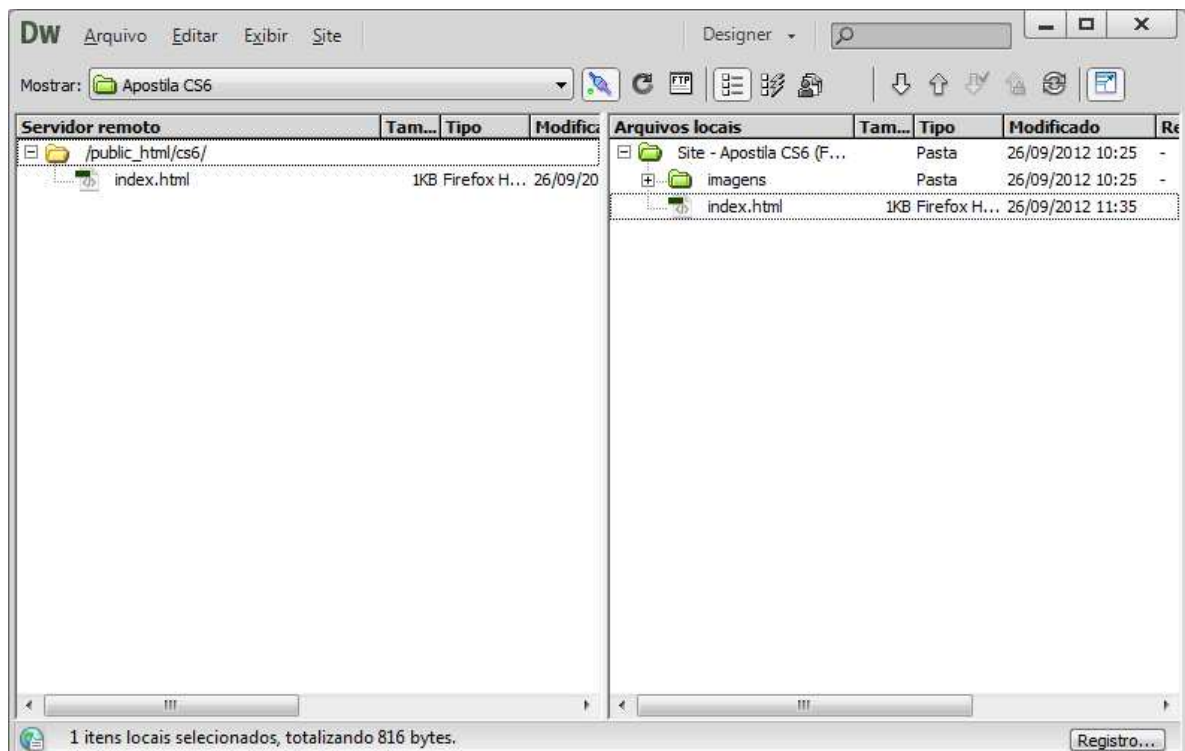 DW Arquivo Editar Exibir Site Designer
Mostrar: Apostila CS6 FTP
Servidor remoto Tam... Tipo Modifica Arquivos locais Tam... Tipo Modificado Re
/public_html/cs6/ Site - Apostila CS6 (F... Pasta 26/09/2012 10:25 -
index.html 1KB Firefox H... 26/09/20 imagens Pasta 26/09/2012 10:25 -
index.html 1KB Firefox H... 26/09/2012 11:35
1 itens locais selecionados, totalizando 816 bytes. Registro...